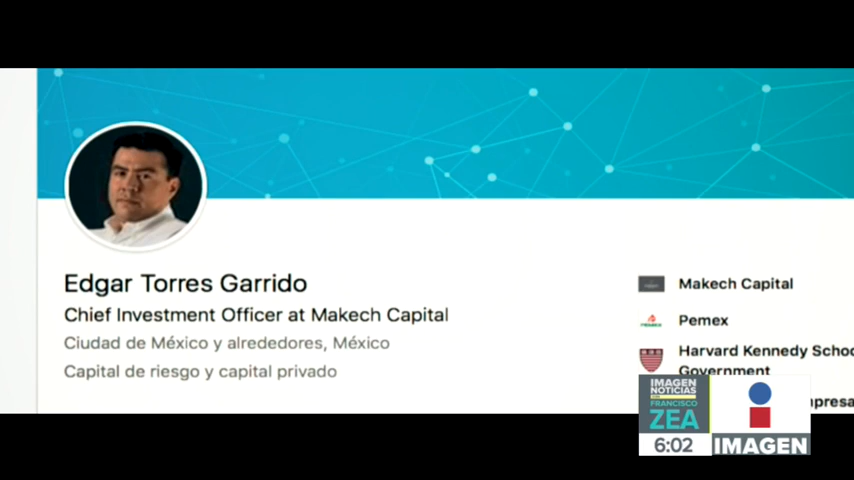 Edgar Torres Garrido
Chief Investment Officer at Makech Capital
Ciudad de México y alrededores, México
Capital de riesgo y capital privado
Makech Capital
Pemex
Harvard Kennedy Schoo
Government
IMAGEN
NOTICIAS
FRANCISCO
ZEA
6:02
IMAGEN